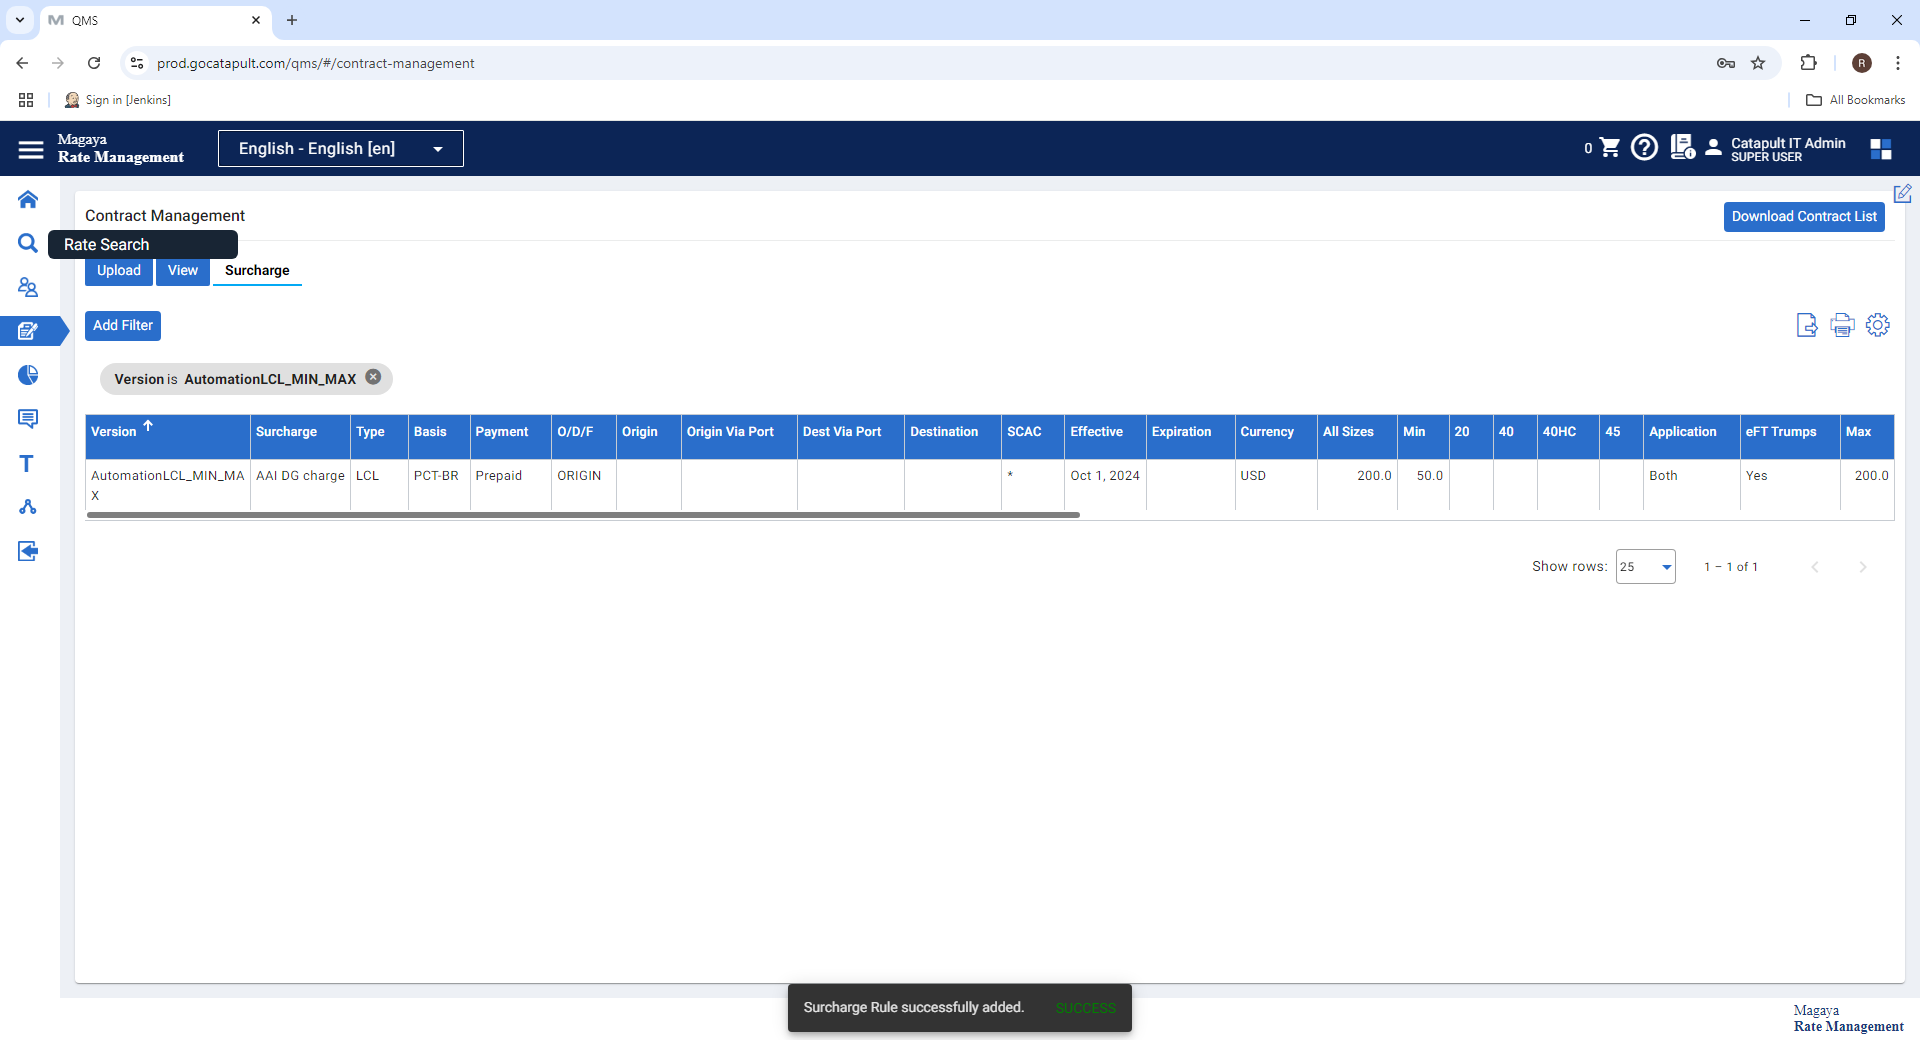 QMS
prod.gocatapult.com/qms/#/contract-management
R
Sign in [Jenkins]
All Bookmarks
Magaya
Rate Management
English - English [en]
0
Catapult IT Admin
SUPER USER
Contract Management
Download Contract List
Rate Search
Upload View Surcharge
Add Filter
Version is AutomationLCL_MIN_MAX
Version Surcharge Type Basis Payment O/D/F Origin Origin Via Port Dest Via Port Destination SCAC Effective Expiration Currency All Sizes Min 20 40 40HC 45 Application eFT Trumps Max
AutomationLCL_MIN_MA AAI DG charge LCL PCT-BR Prepaid ORIGIN * Oct 1, 2024 USD 200.0 50.0 Both Yes 200.0
X
Show rows: 25 1 – 1 of 1
Surcharge Rule successfully added. SUCCESS
Magaya
Rate Management